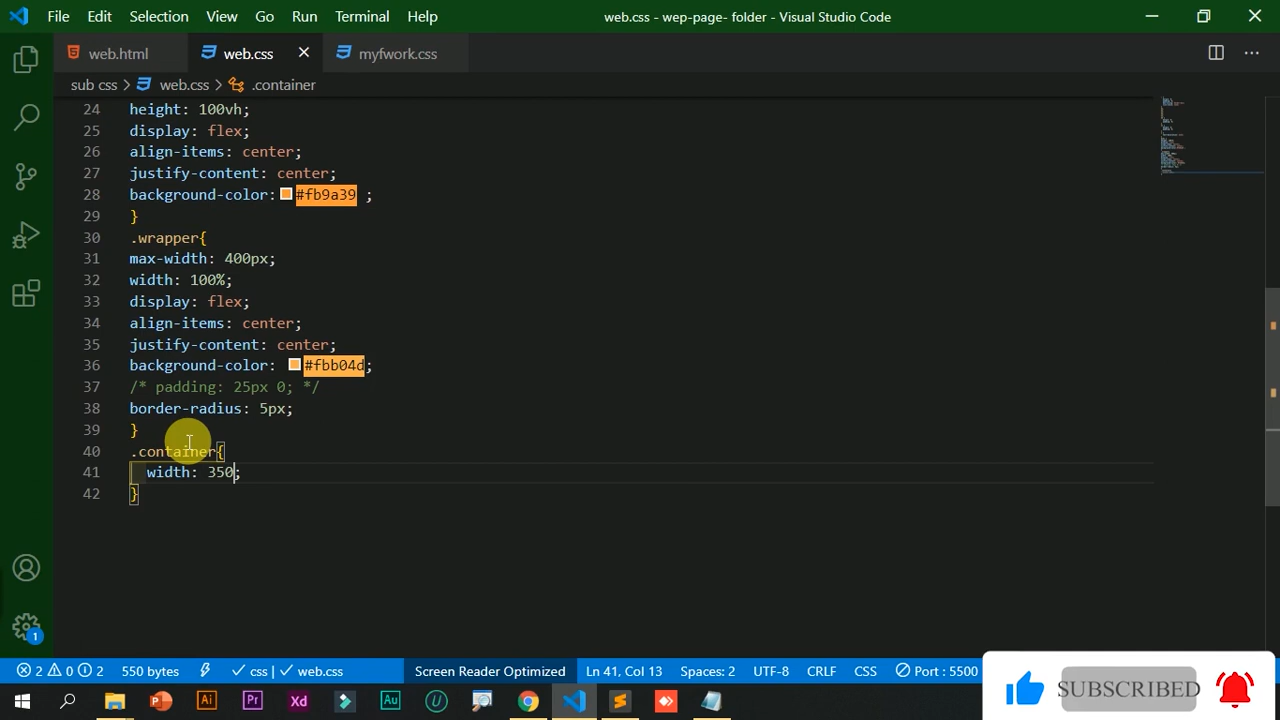 File Edit Selection View Go Run Terminal Help
web.css - wep-page- folder - Visual Studio Code
web.html
web.css
myfwork.css
sub css > web.css > .container
24 height: 100vh;
25 display: flex;
26 align-items: center;
27 justify-content: center;
28 background-color: #fb9a39 ;
29 }
30 .wrapper{
31 max-width: 400px;
32 width: 100%;
33 display: flex;
34 align-items: center;
35 justify-content: center;
36 background-color: #fbb04d;
37 /* padding: 25px 0; */
38 border-radius: 5px;
39 }
40 .container{
41 width: 350;
42 }
1
2 0 2 550 bytes css | web.css Screen Reader Optimized Ln 41, Col 13 Spaces: 2 UTF-8 CRLF CSS Port : 5500
Ai Pr Xd Au U
SUBSCRIBED